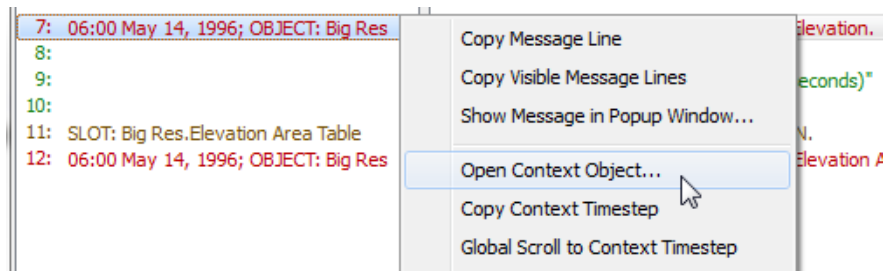 7: 06:00 May 14, 1996; OBJECT: Big Res
Elevation.
8:
9:
econds)"
10:
11: SLOT: Big Res.Elevation Area Table
N.
12: 06:00 May 14, 1996; OBJECT: Big Res
Elevation A
Copy Message Line
Copy Visible Message Lines
Show Message in Popup Window...
Open Context Object...
Copy Context Timestep
Global Scroll to Context Timestep